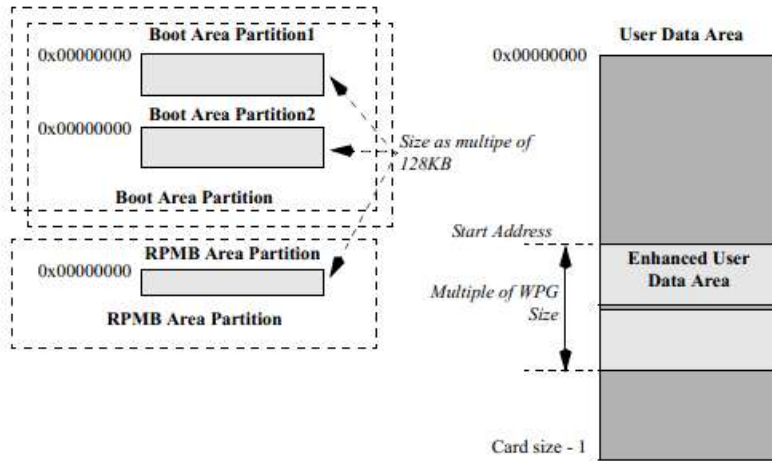 Boot Area Partition1
0x00000000
Boot Area Partition2
0x00000000
Size as multipe of
128KB
Boot Area Partition
RPMB Area Partition
0x00000000
RPMB Area Partition
User Data Area
0x00000000
Start Address
Enhanced User
Data Area
Multiple of WPG
Size
Card size - 1